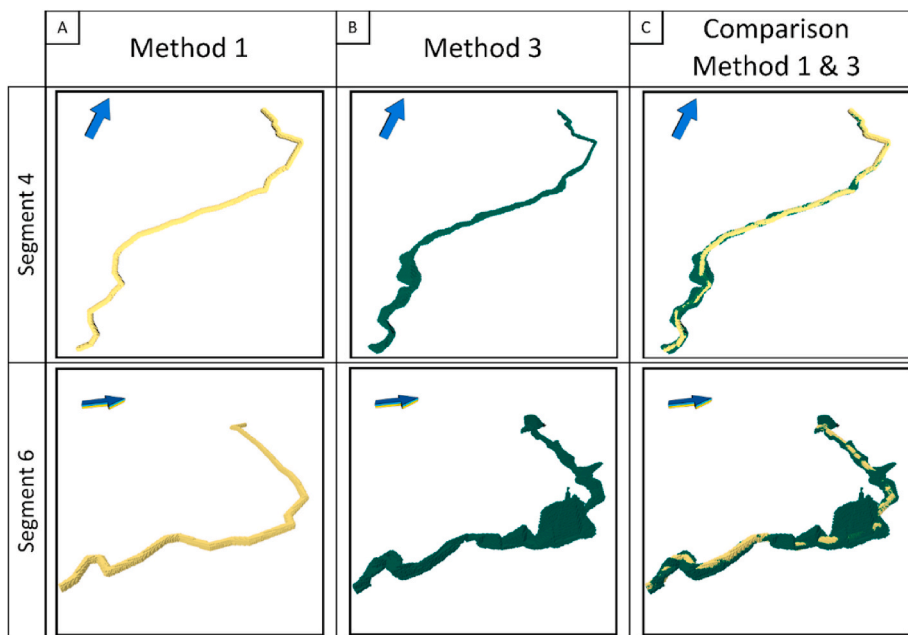 A
Method 1
B
Method 3
C
Comparison
Method 1 & 3
Segment 4
Segment 6